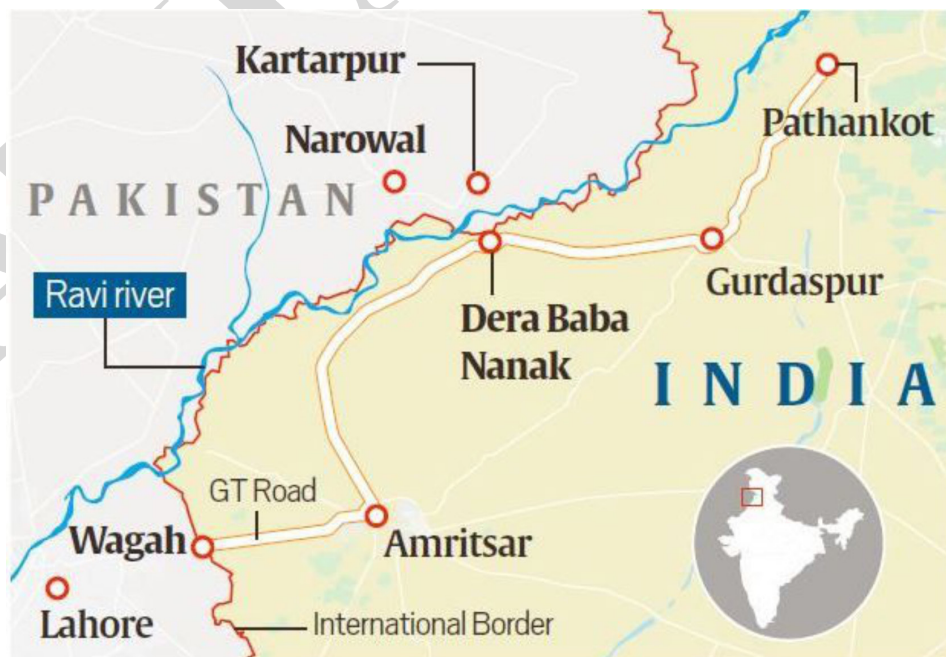 Kartarpur
Narowal
Pathankot
PAKISTAN
Ravi river
Gurdaspur
Dera Baba
Nanak
INDIA
GT Road
Wagah
Amritsar
Lahore
International Border